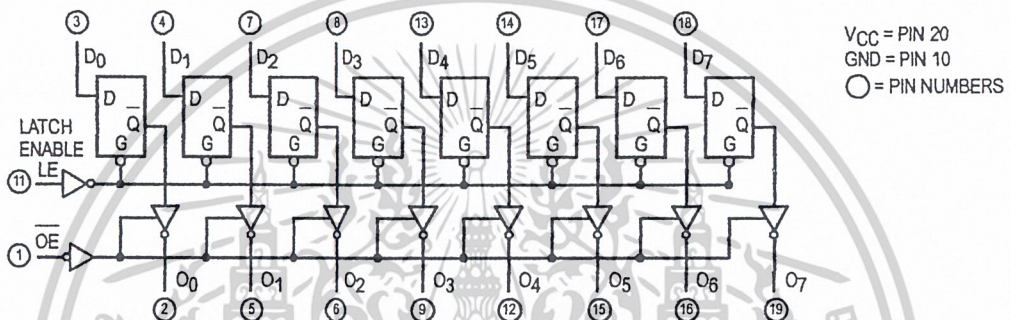 3 4 7 8 13 14 17 18
D0 D1 D2 D3 D4 D5 D6 D7
VCC = PIN 20
GND = PIN 10
= PIN NUMBERS
D D D D D D D D
Q̅ Q̅ Q̅ Q̅ Q̅ Q̅ Q̅ Q̅
G G G G G G G G
LATCH
ENABLE
11 LE
1 O̅E̅
O0 O1 O2 O3 O4 O5 O6 O7
2 5 6 9 12 15 16 19